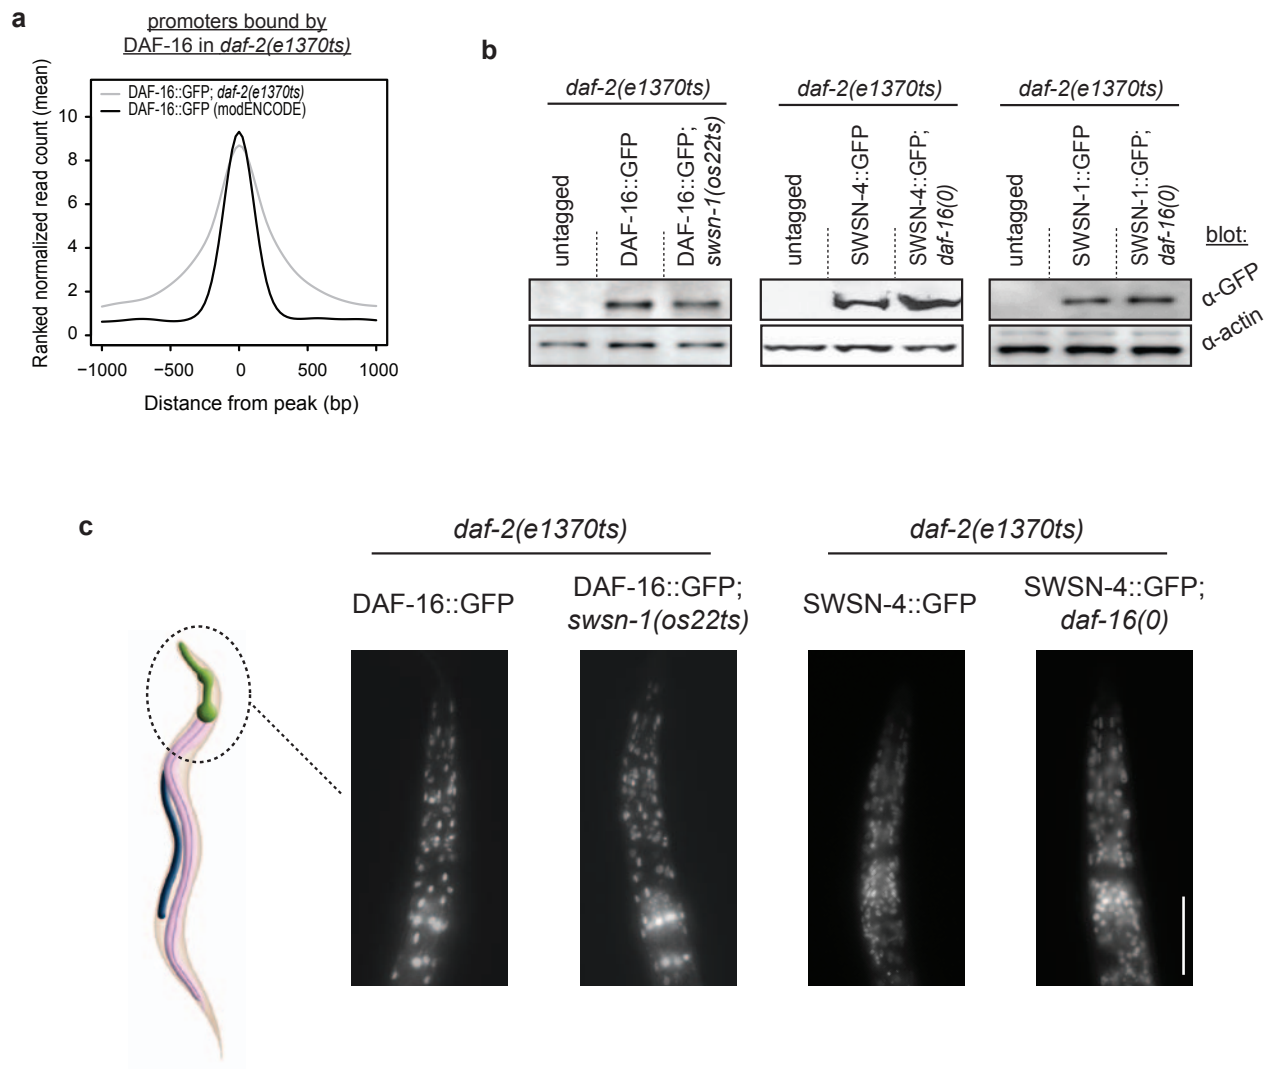 a
promoters bound by
DAF-16 in daf-2(e1370ts)
DAF-16::GFP; daf-2(e1370ts)
DAF-16::GFP (modENCODE)
Ranked normalized read count (mean)
10
8
6
4
2
0
−1000 −500 0 500 1000
Distance from peak (bp)
b
daf-2(e1370ts) daf-2(e1370ts) daf-2(e1370ts)
untagged
DAF-16::GFP
DAF-16::GFP;
swsn-1(os22ts)
untagged
SWSN-4::GFP
SWSN-4::GFP;
daf-16(0)
untagged
SWSN-1::GFP
SWSN-1::GFP;
daf-16(0)
blot:
α-GFP
α-actin
c
daf-2(e1370ts) daf-2(e1370ts)
DAF-16::GFP
DAF-16::GFP;
swsn-1(os22ts)
SWSN-4::GFP
SWSN-4::GFP;
daf-16(0)